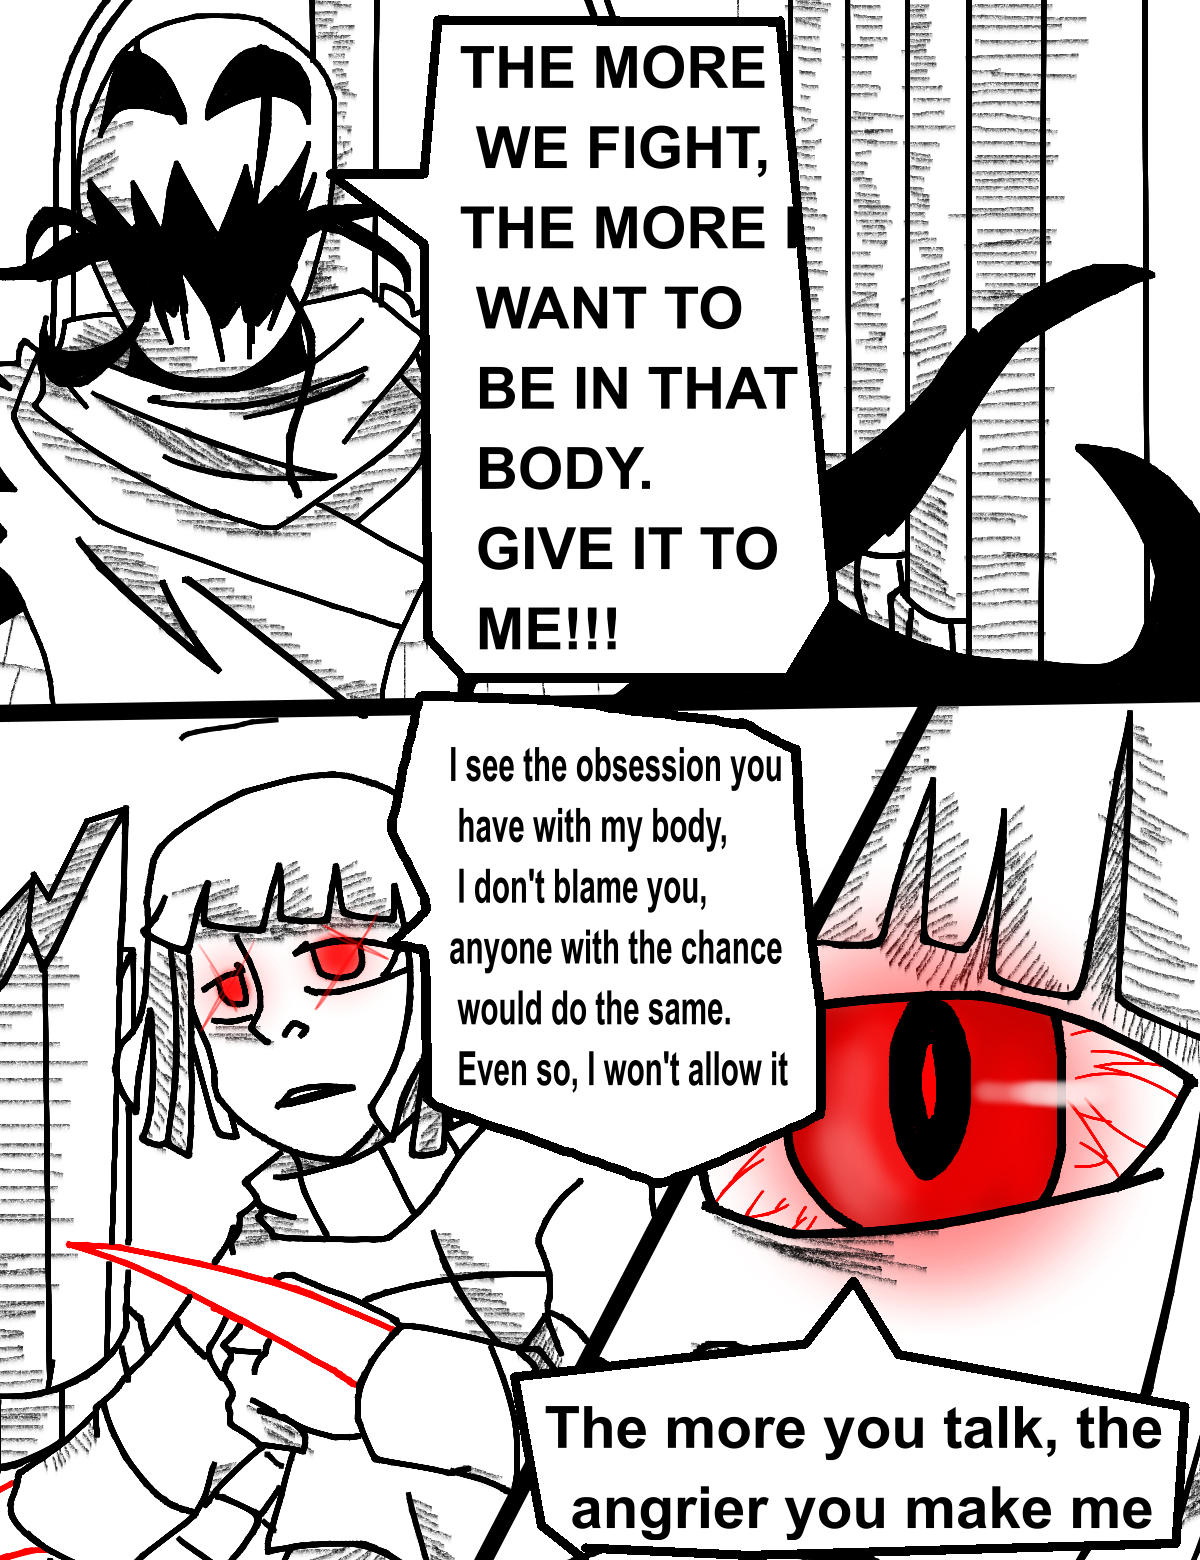 THE MORE
WE FIGHT,
THE MORE I
WANT TO
BE IN THAT
BODY.
GIVE IT TO
ME!!!
I see the obsession you
have with my body,
I don't blame you,
anyone with the chance
would do the same.
Even so, I won't allow it
The more you talk, the
angrier you make me